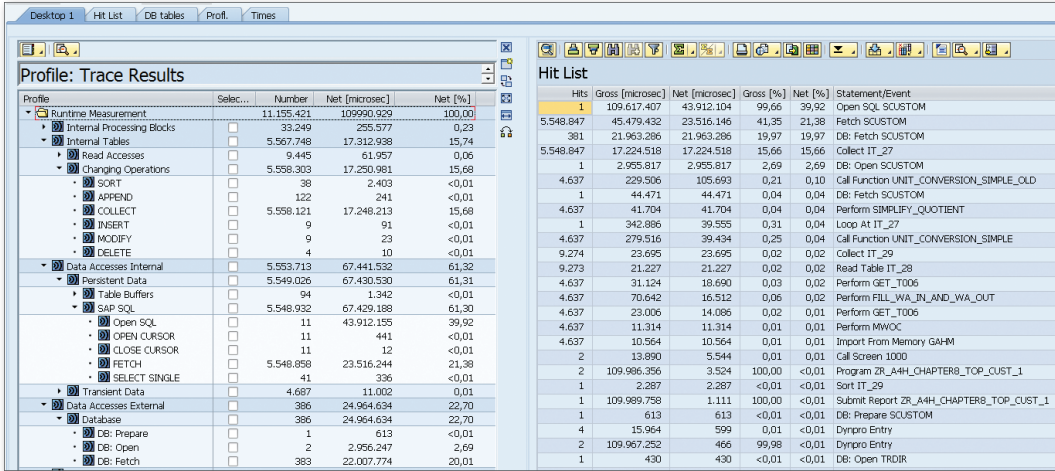 Desktop 1 Hit List DB tables Profl. Times
Profile: Trace Results
Profile Selec... Number Net [microsec] Net [%]
Runtime Measurement 11.155.421 109990.929 100,00
Internal Processing Blocks 33.249 255.577 0,23
Internal Tables 5.567.748 17.312.938 15,74
Read Accesses 9.445 61.957 0,06
Changing Operations 5.558.303 17.250.981 15,68
SORT 38 2.403 <0,01
APPEND 122 241 <0,01
COLLECT 5.558.121 17.248.213 15,68
INSERT 9 91 <0,01
MODIFY 9 23 <0,01
DELETE 4 10 <0,01
Data Accesses Internal 5.553.713 67.441.532 61,32
Persistent Data 5.549.026 67.430.530 61,31
Table Buffers 94 1.342 <0,01
SAP SQL 5.548.932 67.429.188 61,30
Open SQL 11 43.912.155 39,92
OPEN CURSOR 11 441 <0,01
CLOSE CURSOR 11 12 <0,01
FETCH 5.548.858 23.516.244 21,38
SELECT SINGLE 41 336 <0,01
Transient Data 4.687 11.002 0,01
Data Accesses External 386 24.964.634 22,70
Database 386 24.964.634 22,70
DB: Prepare 1 613 <0,01
DB: Open 2 2.956.247 2,69
DB: Fetch 383 22.007.774 20,01
Hit List
Hits Gross [microsec] Net [microsec] Gross [%] Net [%] Statement/Event
1 109.617.407 43.912.104 99,66 39,92 Open SQL SCUSTOM
5.548.847 45.479.432 23.516.146 41,35 21,38 Fetch SCUSTOM
381 21.963.286 21.963.286 19,97 19,97 DB: Fetch SCUSTOM
5.548.847 17.224.518 17.224.518 15,66 15,66 Collect IT_27
1 2.955.817 2.955.817 2,69 2,69 DB: Open SCUSTOM
4.637 229.506 105.693 0,21 0,10 Call Function UNIT_CONVERSION_SIMPLE_OLD
1 44.471 44.471 0,04 0,04 DB: Fetch SCUSTOM
4.637 41.704 41.704 0,04 0,04 Perform SIMPLIFY_QUOTIENT
1 342.886 39.555 0,31 0,04 Loop At IT_27
4.637 279.516 39.434 0,25 0,04 Call Function UNIT_CONVERSION_SIMPLE
9.274 23.695 23.695 0,02 0,02 Collect IT_29
9.273 21.227 21.227 0,02 0,02 Read Table IT_28
4.637 31.124 18.690 0,03 0,02 Perform GET_T006
4.637 70.642 16.512 0,06 0,02 Perform FILL_WA_IN_AND_WA_OUT
4.637 23.006 14.086 0,02 0,01 Perform GET_T006
4.637 11.314 11.314 0,01 0,01 Perform MWOC
4.637 10.564 10.564 0,01 0,01 Import From Memory GAHM
2 13.890 5.544 0,01 0,01 Call Screen 1000
2 109.986.356 3.524 100,00 <0,01 Program ZR_A4H_CHAPTER8_TOP_CUST_1
1 2.287 2.287 <0,01 <0,01 Sort IT_29
1 109.989.758 1.111 100,00 <0,01 Submit Report ZR_A4H_CHAPTER8_TOP_CUST_1
1 613 613 <0,01 <0,01 DB: Prepare SCUSTOM
4 15.964 599 0,01 <0,01 Dynpro Entry
2 109.967.252 466 99,98 <0,01 Dynpro Entry
1 430 430 <0,01 <0,01 DB: Open TRDIR